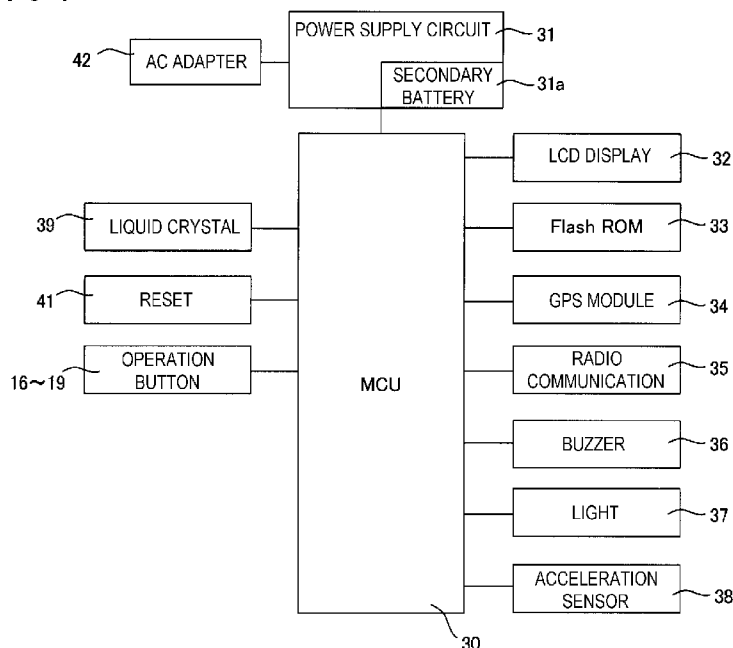 POWER SUPPLY CIRCUIT
31
42
AC ADAPTER
SECONDARY
BATTERY
31a
LCD DISPLAY
32
39
LIQUID CRYSTAL
Flash ROM
33
41
RESET
GPS MODULE
34
16~19
OPERATION
BUTTON
MCU
RADIO
COMMUNICATION
35
BUZZER
36
LIGHT
37
ACCELERATION
SENSOR
38
30